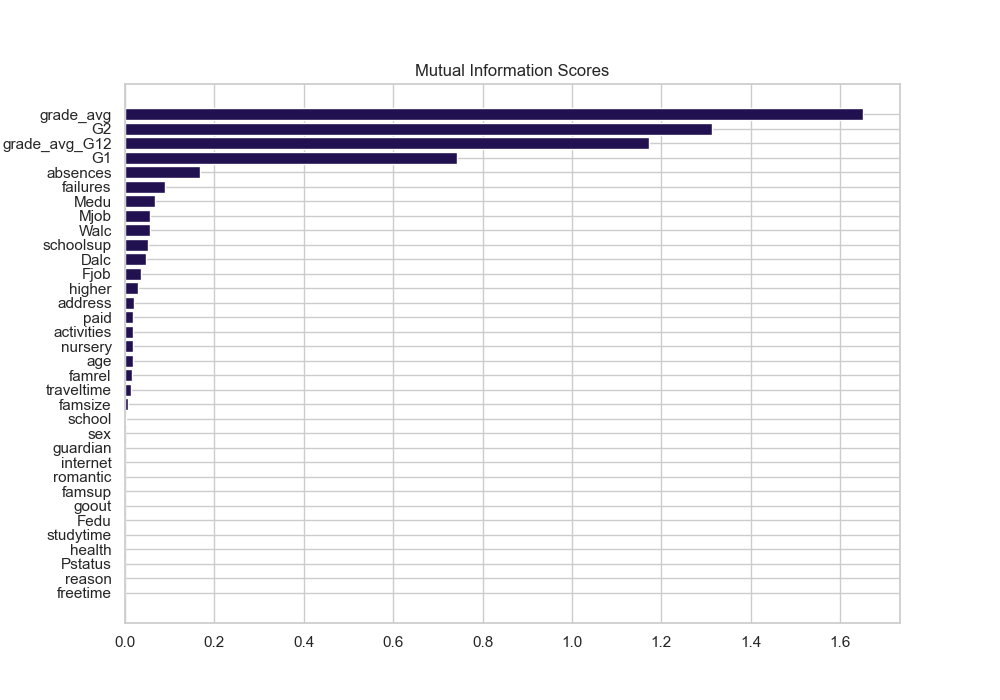 Mutual Information Scores
grade_avg
G2
grade_avg_G12
G1
absences
failures
Medu
Mjob
Walc
schoolsup
Dalc
Fjob
higher
address
paid
activities
nursery
age
famrel
traveltime
famsize
school
sex
guardian
internet
romantic
famsup
goout
Fedu
studytime
health
Pstatus
reason
freetime
0.0 0.2 0.4 0.6 0.8 1.0 1.2 1.4 1.6